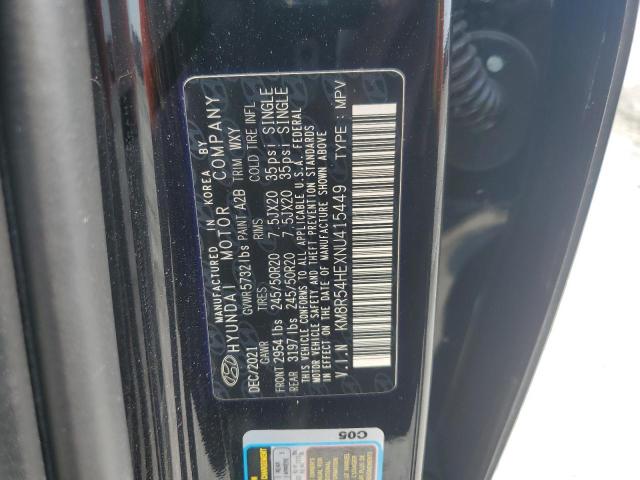 MANUFACTURED IN KOREA BY
HYUNDAI MOTOR COMPANY
DEC/2021 GVWR 5732 lbs PAINT A2B TRIM WXY
GAWR TIRES RIMS COLD TIRE INFL
FRONT 2954 lbs 245/50R20 7.5JX20 35psi SINGLE
REAR 3197 lbs 245/50R20 7.5JX20 35psi SINGLE
THIS VEHICLE CONFORMS TO ALL APPLICABLE U.S.A. FEDERAL
MOTOR VEHICLE SAFETY AND THEFT PREVENTION STANDARDS
IN EFFECT ON THE DATE OF MANUFACTURE SHOWN ABOVE
V.I.N KM8R54HEXNU415449 TYPE : MPV
C05